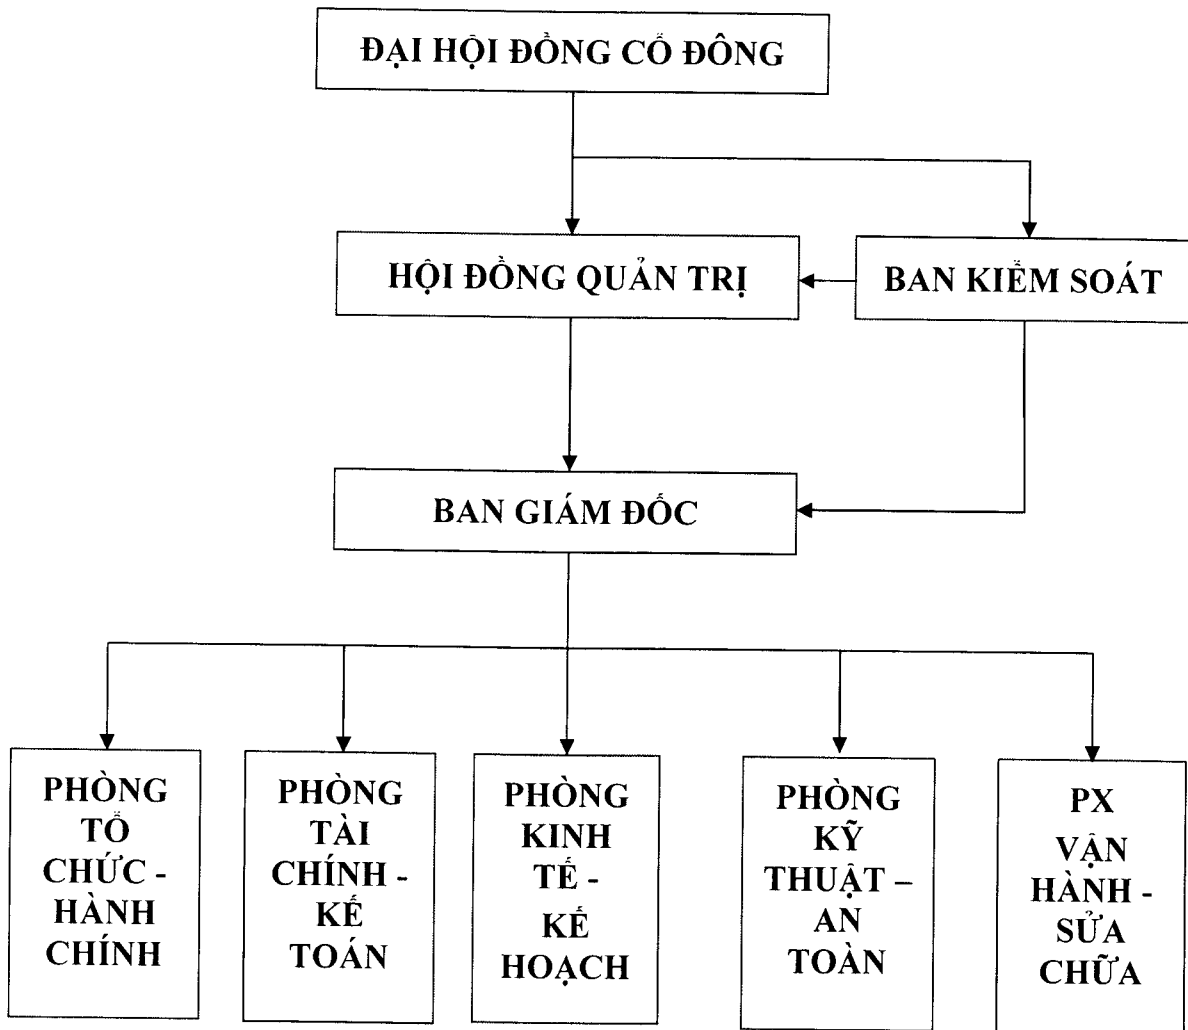 ĐẠI HỘI ĐỒNG CỔ ĐÔNG
HỘI ĐỒNG QUẢN TRỊ
BAN KIỂM SOÁT
BAN GIÁM ĐỐC
PHÒNG
TỔ
CHỨC -
HÀNH
CHÍNH
PHÒNG
TÀI
CHÍNH -
KẾ
TOÁN
PHÒNG
KINH
TẾ -
KẾ
HOẠCH
PHÒNG
KỸ
THUẬT –
AN
TOÀN
PX
VẬN
HÀNH -
SỬA
CHỮA